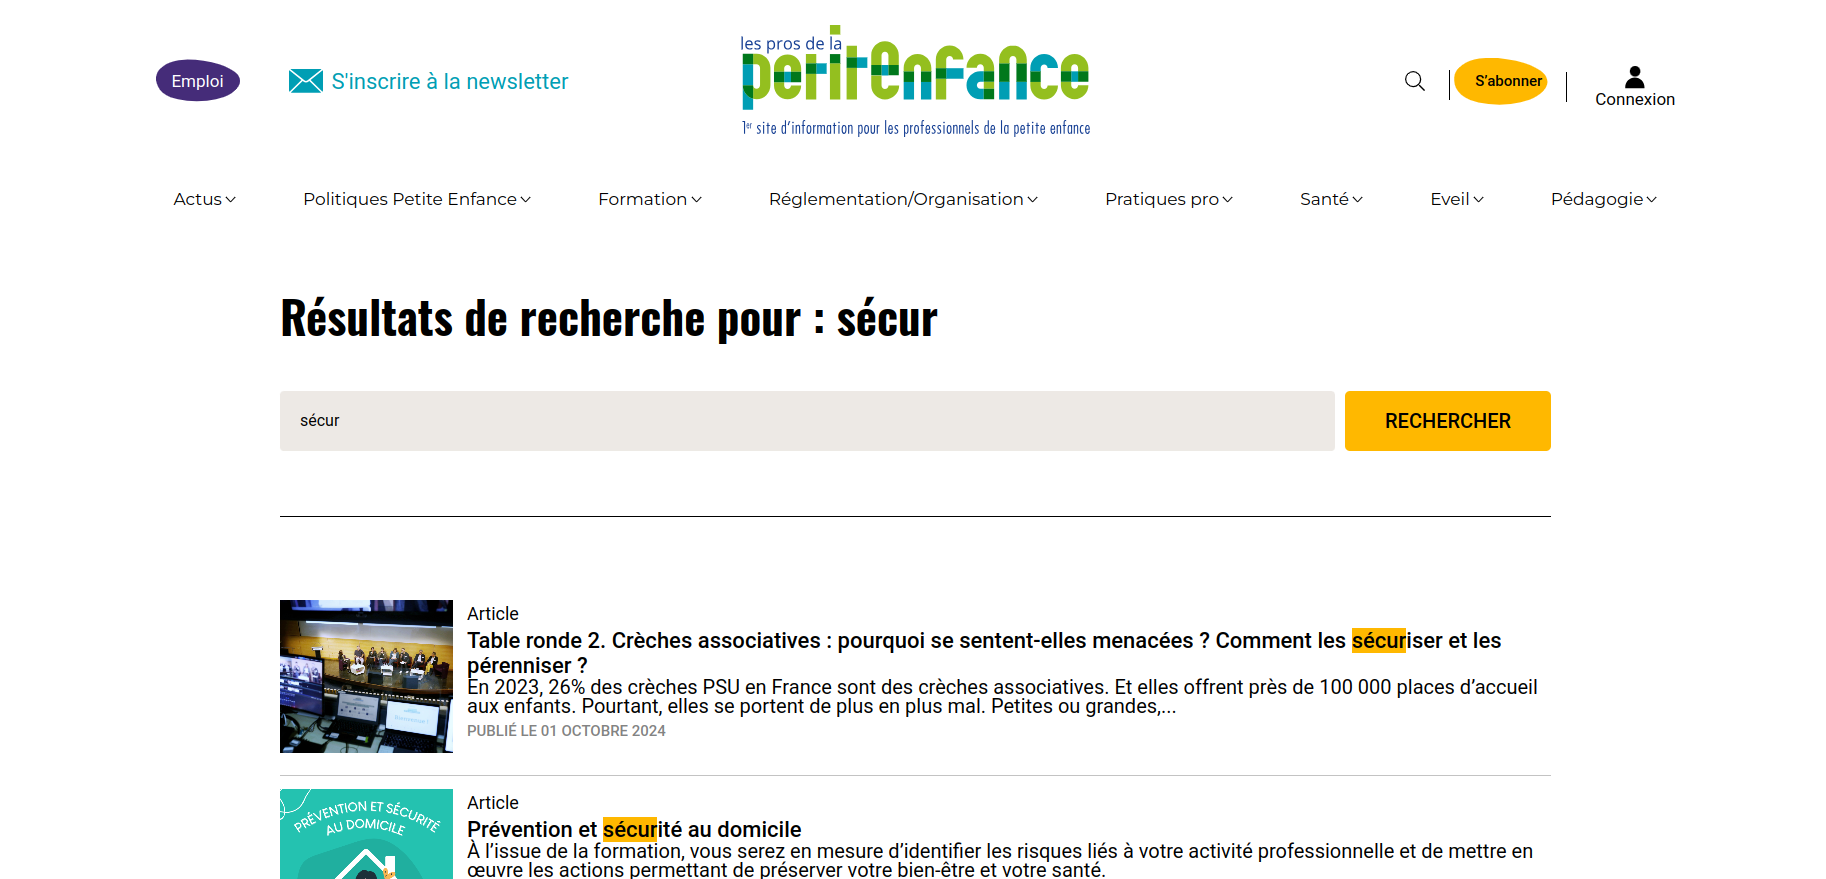 Emploi
S'inscrire à la newsletter
les pros de la
petitenfance
1er site d'information pour les professionnels de la petite enfance
S'abonner
Connexion
Actus
Politiques Petite Enfance
Formation
Réglementation/Organisation
Pratiques pro
Santé
Eveil
Pédagogie
Résultats de recherche pour : sécur
sécur
RECHERCHER
Article
Table ronde 2. Crèches associatives : pourquoi se sentent-elles menacées ? Comment les sécuriser et les
pérenniser ?
En 2023, 26% des crèches PSU en France sont des crèches associatives. Et elles offrent près de 100 000 places d’accueil
aux enfants. Pourtant, elles se portent de plus en plus mal. Petites ou grandes,...
PUBLIÉ LE 01 OCTOBRE 2024
PRÉVENTION ET SÉCURITÉ
AU DOMICILE
Article
Prévention et sécurité au domicile
À l’issue de la formation, vous serez en mesure d’identifier les risques liés à votre activité professionnelle et de mettre en
œuvre les actions permettant de préserver votre bien-être et votre santé.